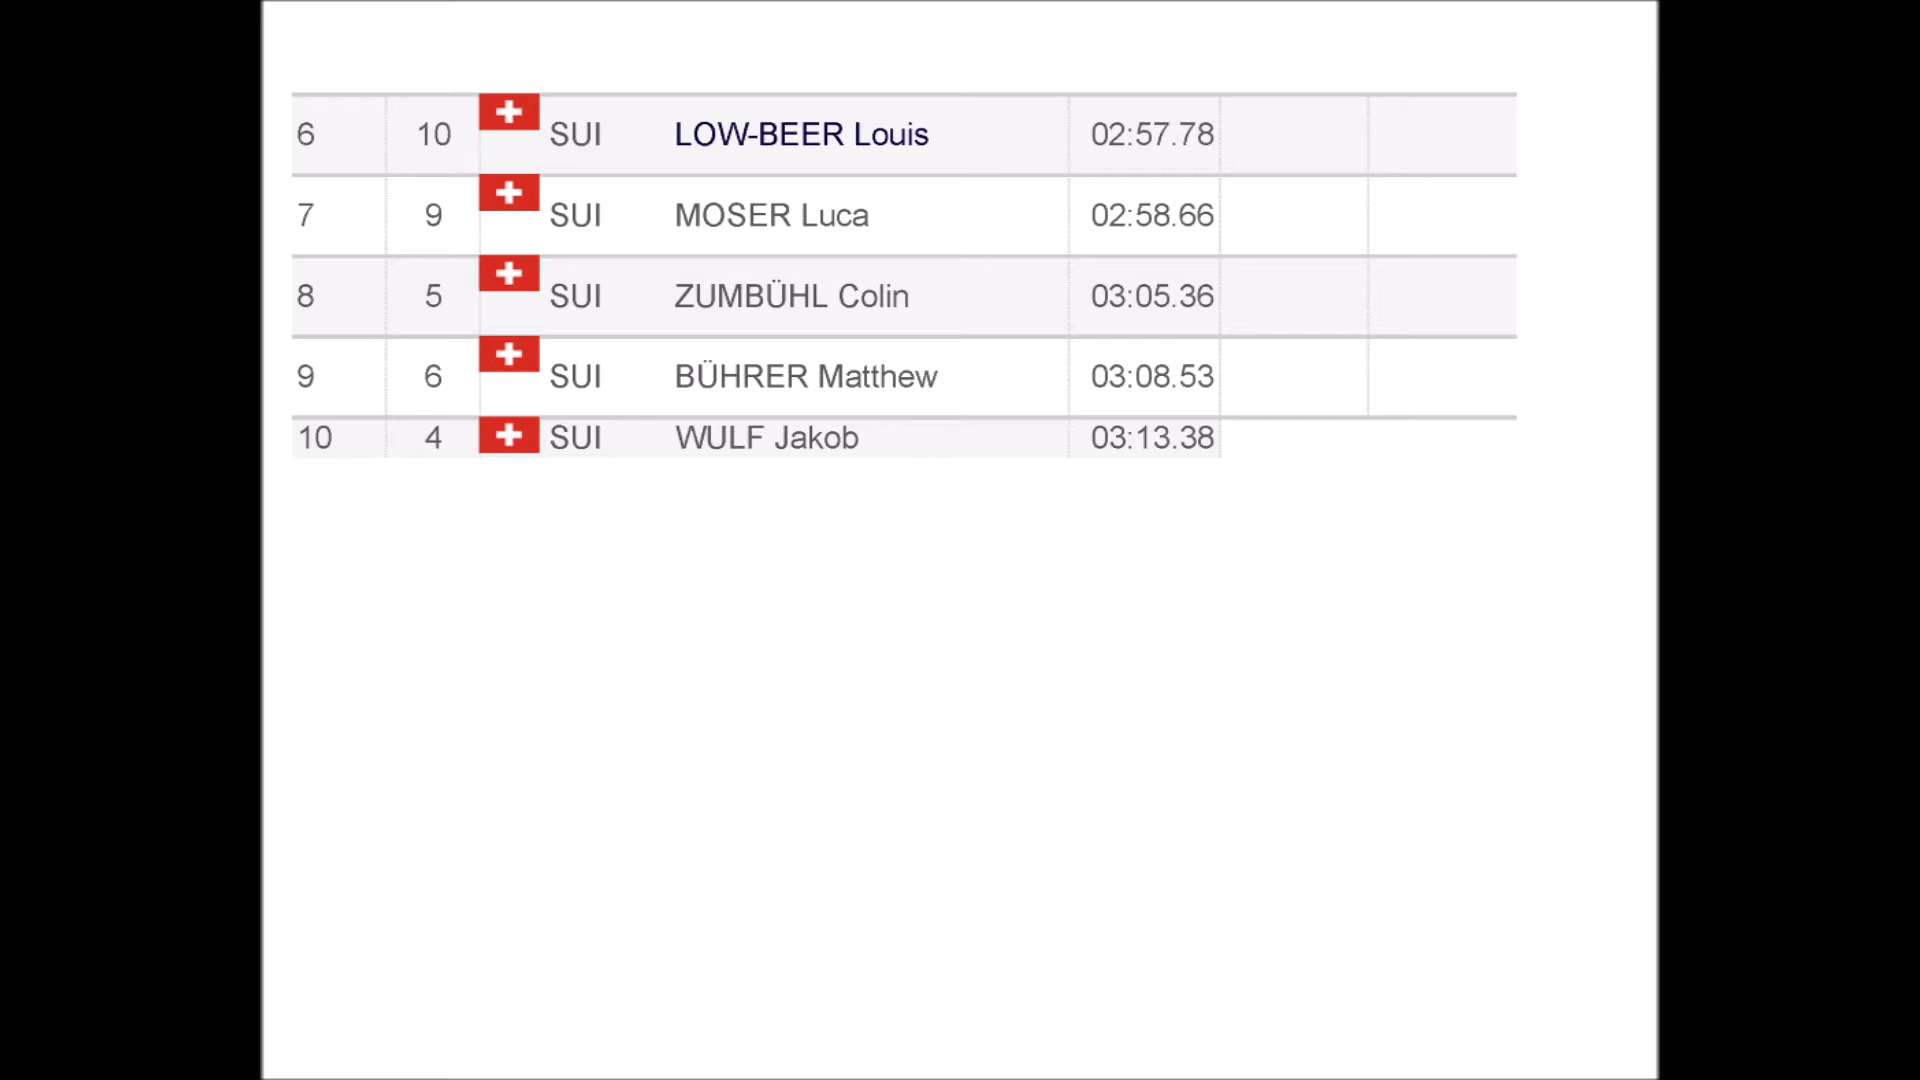 6 10 SUI LOW-BEER Louis 02:57.78
7 9 SUI MOSER Luca 02:58.66
8 5 SUI ZUMBÜHL Colin 03:05.36
9 6 SUI BÜHRER Matthew 03:08.53
10 4 SUI WULF Jakob 03:13.38